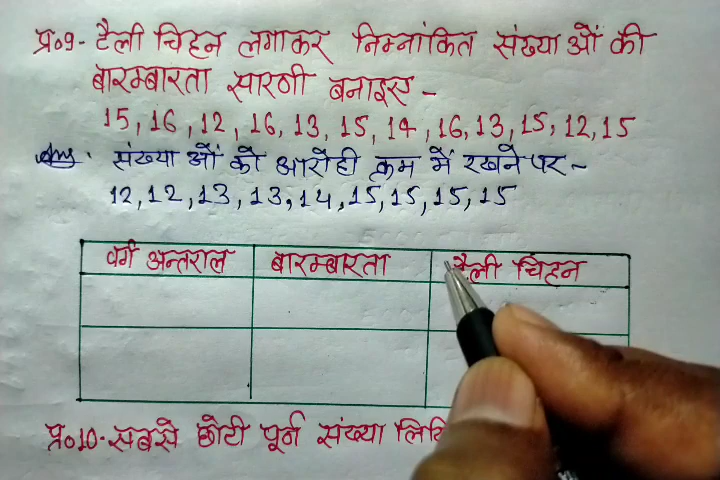 प्र०9- टैली चिहन लगाकर निम्नांकित संख्या ओं की
बारम्बारता सारणी बनाइए -
15, 16, 12, 16, 13, 15, 14, 16, 13, 15, 12, 15
Ans. संख्या ओं को आरोही क्रम में रखने पर -
12, 12, 13, 13, 14, 15, 15, 15, 15
वर्ग अन्तराल बारम्बारता टैली चिहन
प्र०10- सबसे छोटी पूर्न संख्या